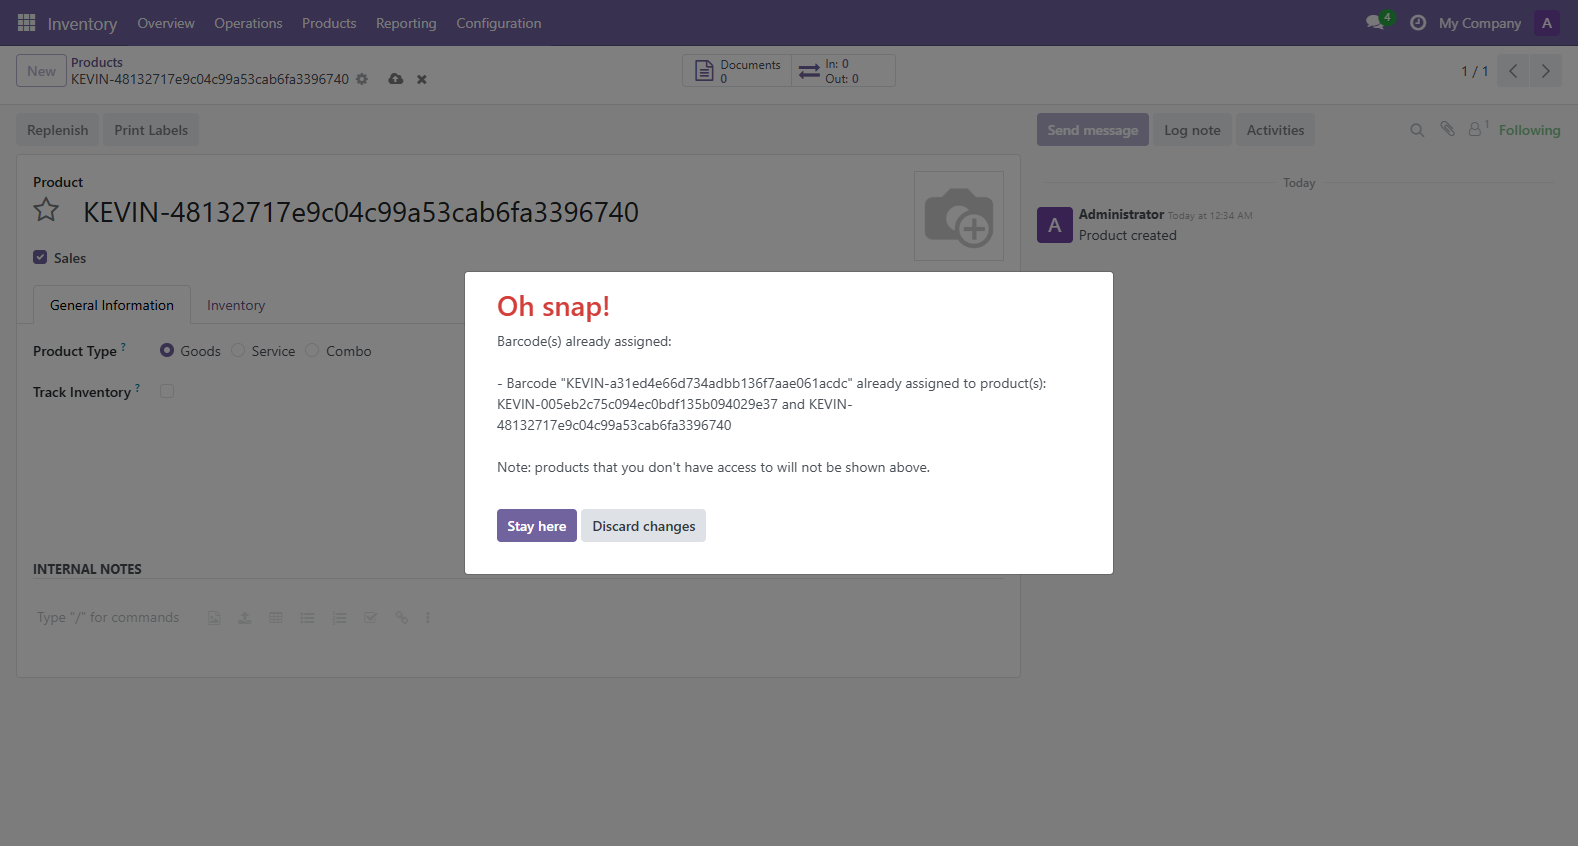 Inventory Overview Operations Products Reporting Configuration 4 My Company A
New Products
KEVIN-48132717e9c04c99a53cab6fa3396740
Documents
0
In: 0
Out: 0
1 / 1
Replenish Print Labels
Send message Log note Activities 1 Following
Product
KEVIN-48132717e9c04c99a53cab6fa3396740
Sales
General Information Inventory
Product Type ? Goods Service Combo
Track Inventory ?
INTERNAL NOTES
Type "/" for commands
Today
A Administrator Today at 12:34 AM
Product created
Oh snap!
Barcode(s) already assigned:
- Barcode "KEVIN-a31ed4e66d734adbb136f7aae061acdc" already assigned to product(s):
KEVIN-005eb2c75c094ec0bdf135b094029e37 and KEVIN-
48132717e9c04c99a53cab6fa3396740
Note: products that you don't have access to will not be shown above.
Stay here Discard changes